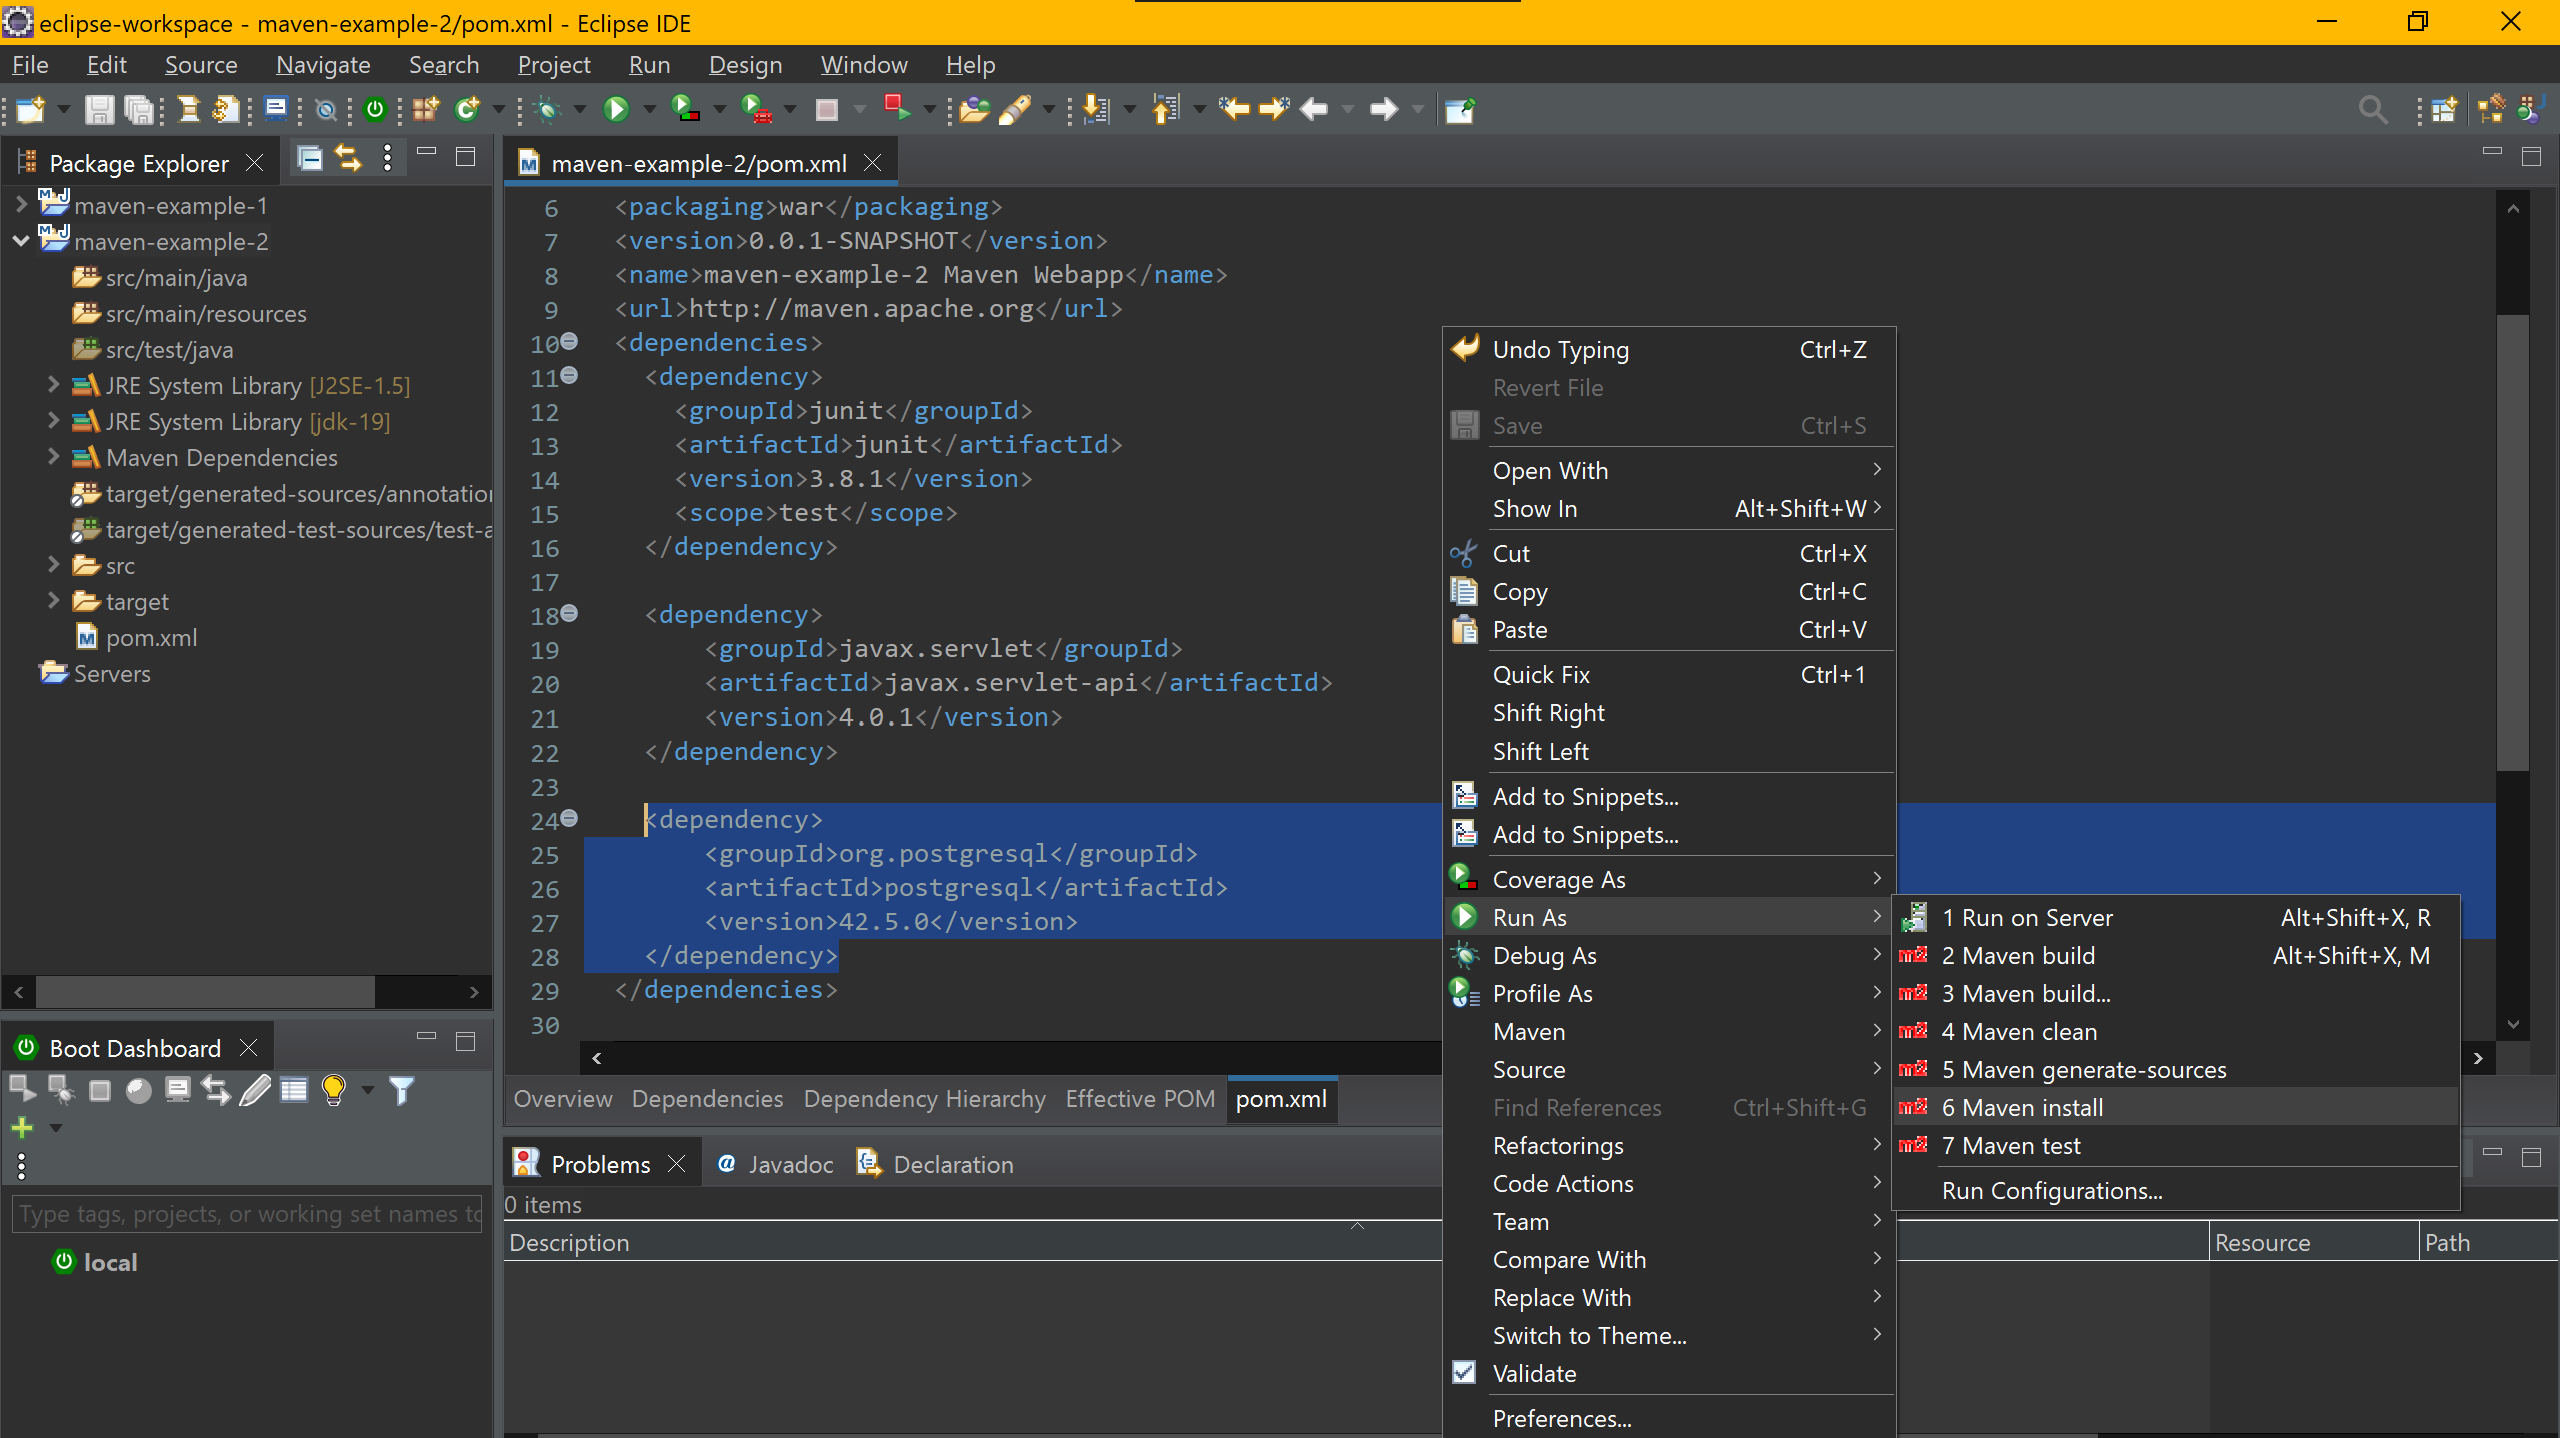 eclipse-workspace - maven-example-2/pom.xml - Eclipse IDE
File Edit Source Navigate Search Project Run Design Window Help
Package Explorer
maven-example-1
maven-example-2
src/main/java
src/main/resources
src/test/java
JRE System Library [J2SE-1.5]
JRE System Library [jdk-19]
Maven Dependencies
target/generated-sources/annotation
target/generated-test-sources/test-a
src
target
pom.xml
Servers
Boot Dashboard
Type tags, projects, or working set names to
local
maven-example-2/pom.xml
6 <packaging>war</packaging>
7 <version>0.0.1-SNAPSHOT</version>
8 <name>maven-example-2 Maven Webapp</name>
9 <url>http://maven.apache.org</url>
10 <dependencies>
11 <dependency>
12 <groupId>junit</groupId>
13 <artifactId>junit</artifactId>
14 <version>3.8.1</version>
15 <scope>test</scope>
16 </dependency>
17
18 <dependency>
19 <groupId>javax.servlet</groupId>
20 <artifactId>javax.servlet-api</artifactId>
21 <version>4.0.1</version>
22 </dependency>
23
24 <dependency>
25 <groupId>org.postgresql</groupId>
26 <artifactId>postgresql</artifactId>
27 <version>42.5.0</version>
28 </dependency>
29 </dependencies>
30
Overview Dependencies Dependency Hierarchy Effective POM pom.xml
Problems @ Javadoc Declaration
0 items
Description Resource Path
Undo Typing Ctrl+Z
Revert File
Save Ctrl+S
Open With
Show In Alt+Shift+W
Cut Ctrl+X
Copy Ctrl+C
Paste Ctrl+V
Quick Fix Ctrl+1
Shift Right
Shift Left
Add to Snippets...
Add to Snippets...
Coverage As
Run As
Debug As
Profile As
Maven
Source
Find References Ctrl+Shift+G
Refactorings
Code Actions
Team
Compare With
Replace With
Switch to Theme...
Validate
Preferences...
1 Run on Server Alt+Shift+X, R
m2 2 Maven build Alt+Shift+X, M
m2 3 Maven build...
m2 4 Maven clean
m2 5 Maven generate-sources
m2 6 Maven install
m2 7 Maven test
Run Configurations...